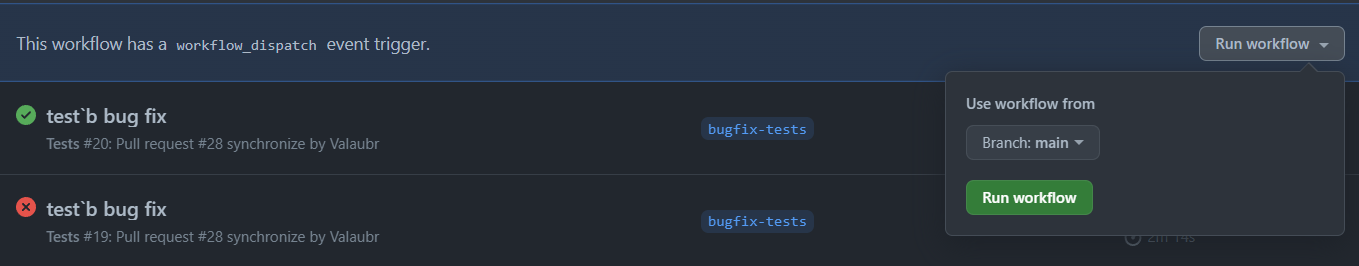 This workflow has a workflow_dispatch event trigger.
Run workflow
test`b bug fix
Tests #20: Pull request #28 synchronize by Valaubr
bugfix-tests
Use workflow from
Branch: main
Run workflow
test`b bug fix
Tests #19: Pull request #28 synchronize by Valaubr
bugfix-tests
2m 14s